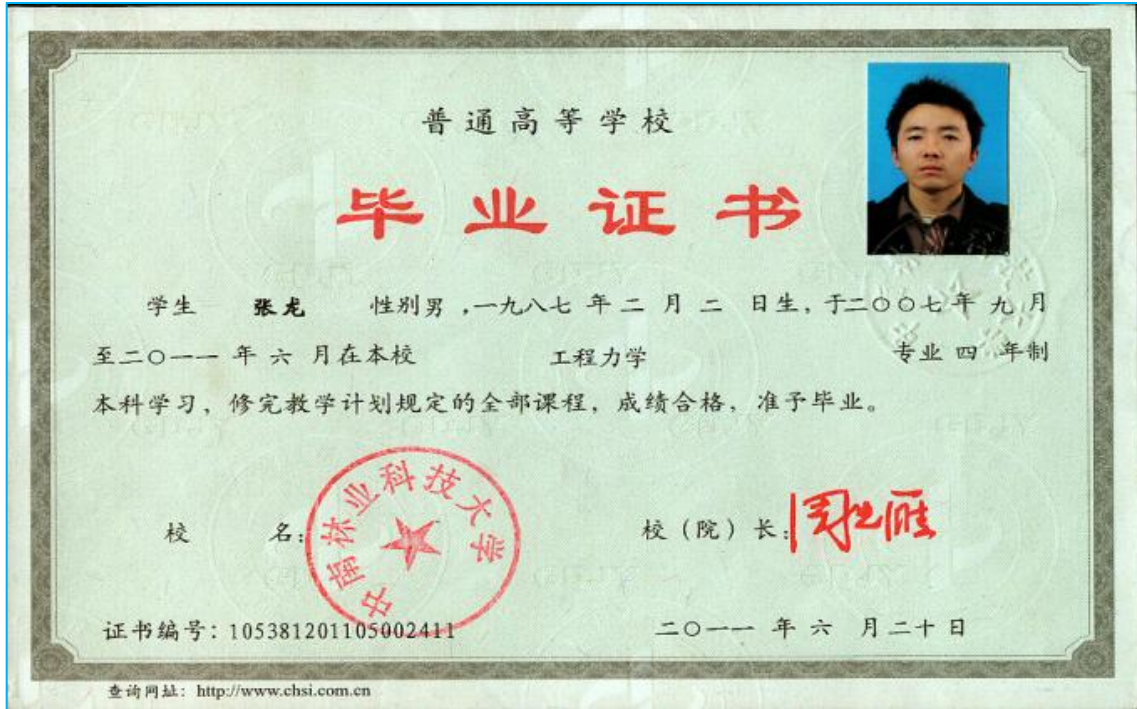 普通高等学校
毕业证书
学生 张龙 性别男，一九八七年二月二日生，于二〇〇七年九月
至二〇一一年六月在本校 工程力学 专业四年制
本科学习，修完教学计划规定的全部课程，成绩合格，准予毕业。
校 名：
中南林业科技大学
校（院）长：
证书编号：105381201105002411
二〇一一年六月二十日
查询网址：http://www.chsi.com.cn